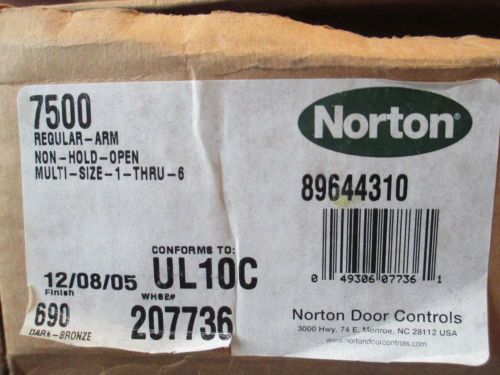 7500
REGULAR-ARM
NON-HOLD-OPEN
MULTI-SIZE-1-THRU-6
Norton®
89644310
CONFORMS TO:
12/08/05 UL10C
Finish WHSE#
690 207736
DARK-BRONZE
0 49306 07736 1
Norton Door Controls
3000 Hwy. 74 E. Monroe, NC 28112 USA
www.nortondoorcontrols.com